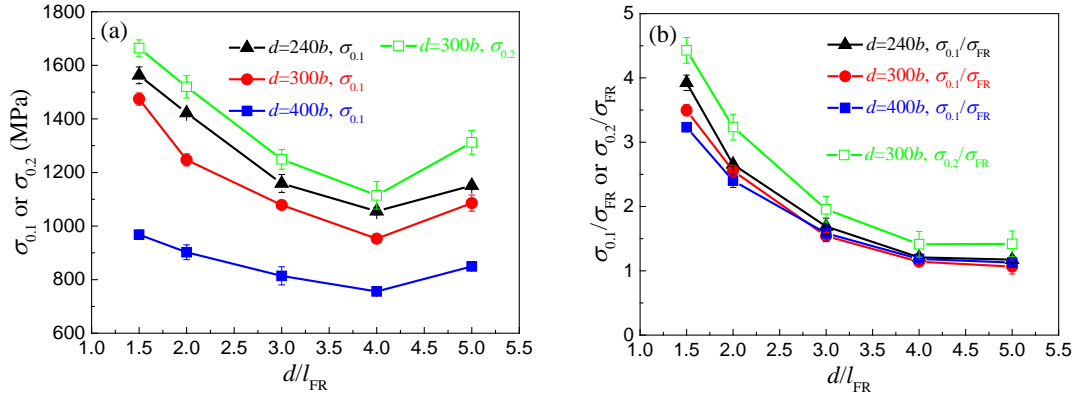 (a)
d=240b, σ0.1
d=300b, σ0.2
d=300b, σ0.1
d=400b, σ0.1
1800
1600
1400
1200
1000
800
600
σ0.1 or σ0.2 (MPa)
1.0 1.5 2.0 2.5 3.0 3.5 4.0 4.5 5.0 5.5
d/lFR
(b)
d=240b, σ0.1/σFR
d=300b, σ0.1/σFR
d=400b, σ0.1/σFR
d=300b, σ0.2/σFR
5
4
3
2
1
0
σ0.1/σFR or σ0.2/σFR
1.0 1.5 2.0 2.5 3.0 3.5 4.0 4.5 5.0 5.5
d/lFR